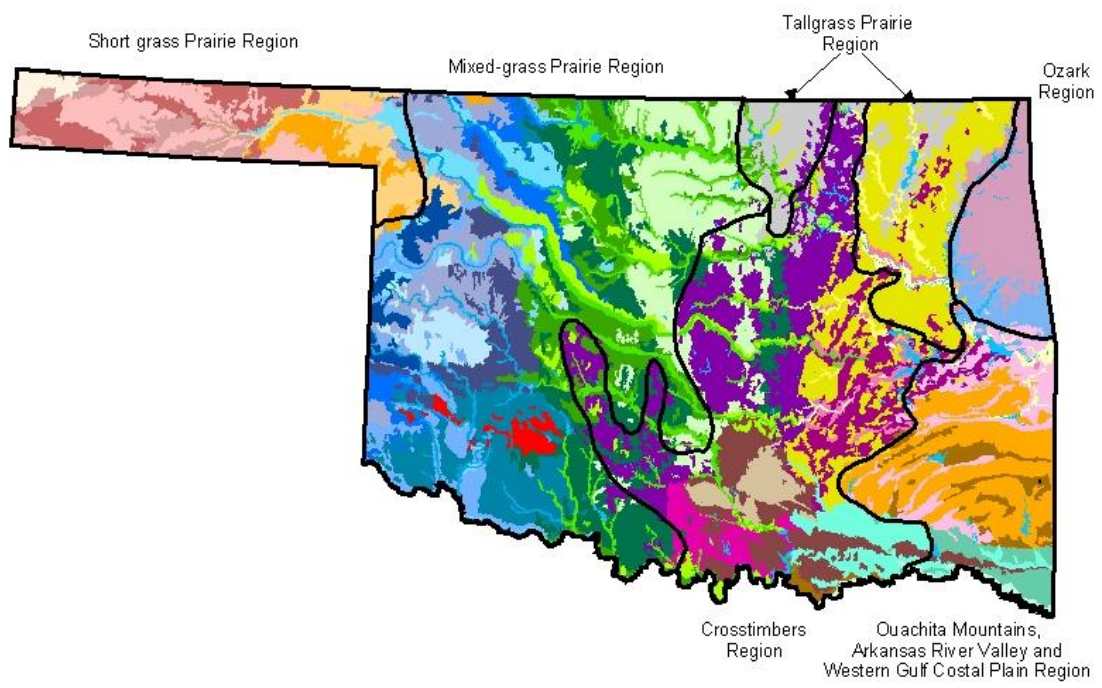 Tallgrass Prairie
Region
Short grass Prairie Region
Mixed-grass Prairie Region
Ozark
Region
Crosstimbers
Region
Ouachita Mountains,
Arkansas River Valley and
Western Gulf Costal Plain Region